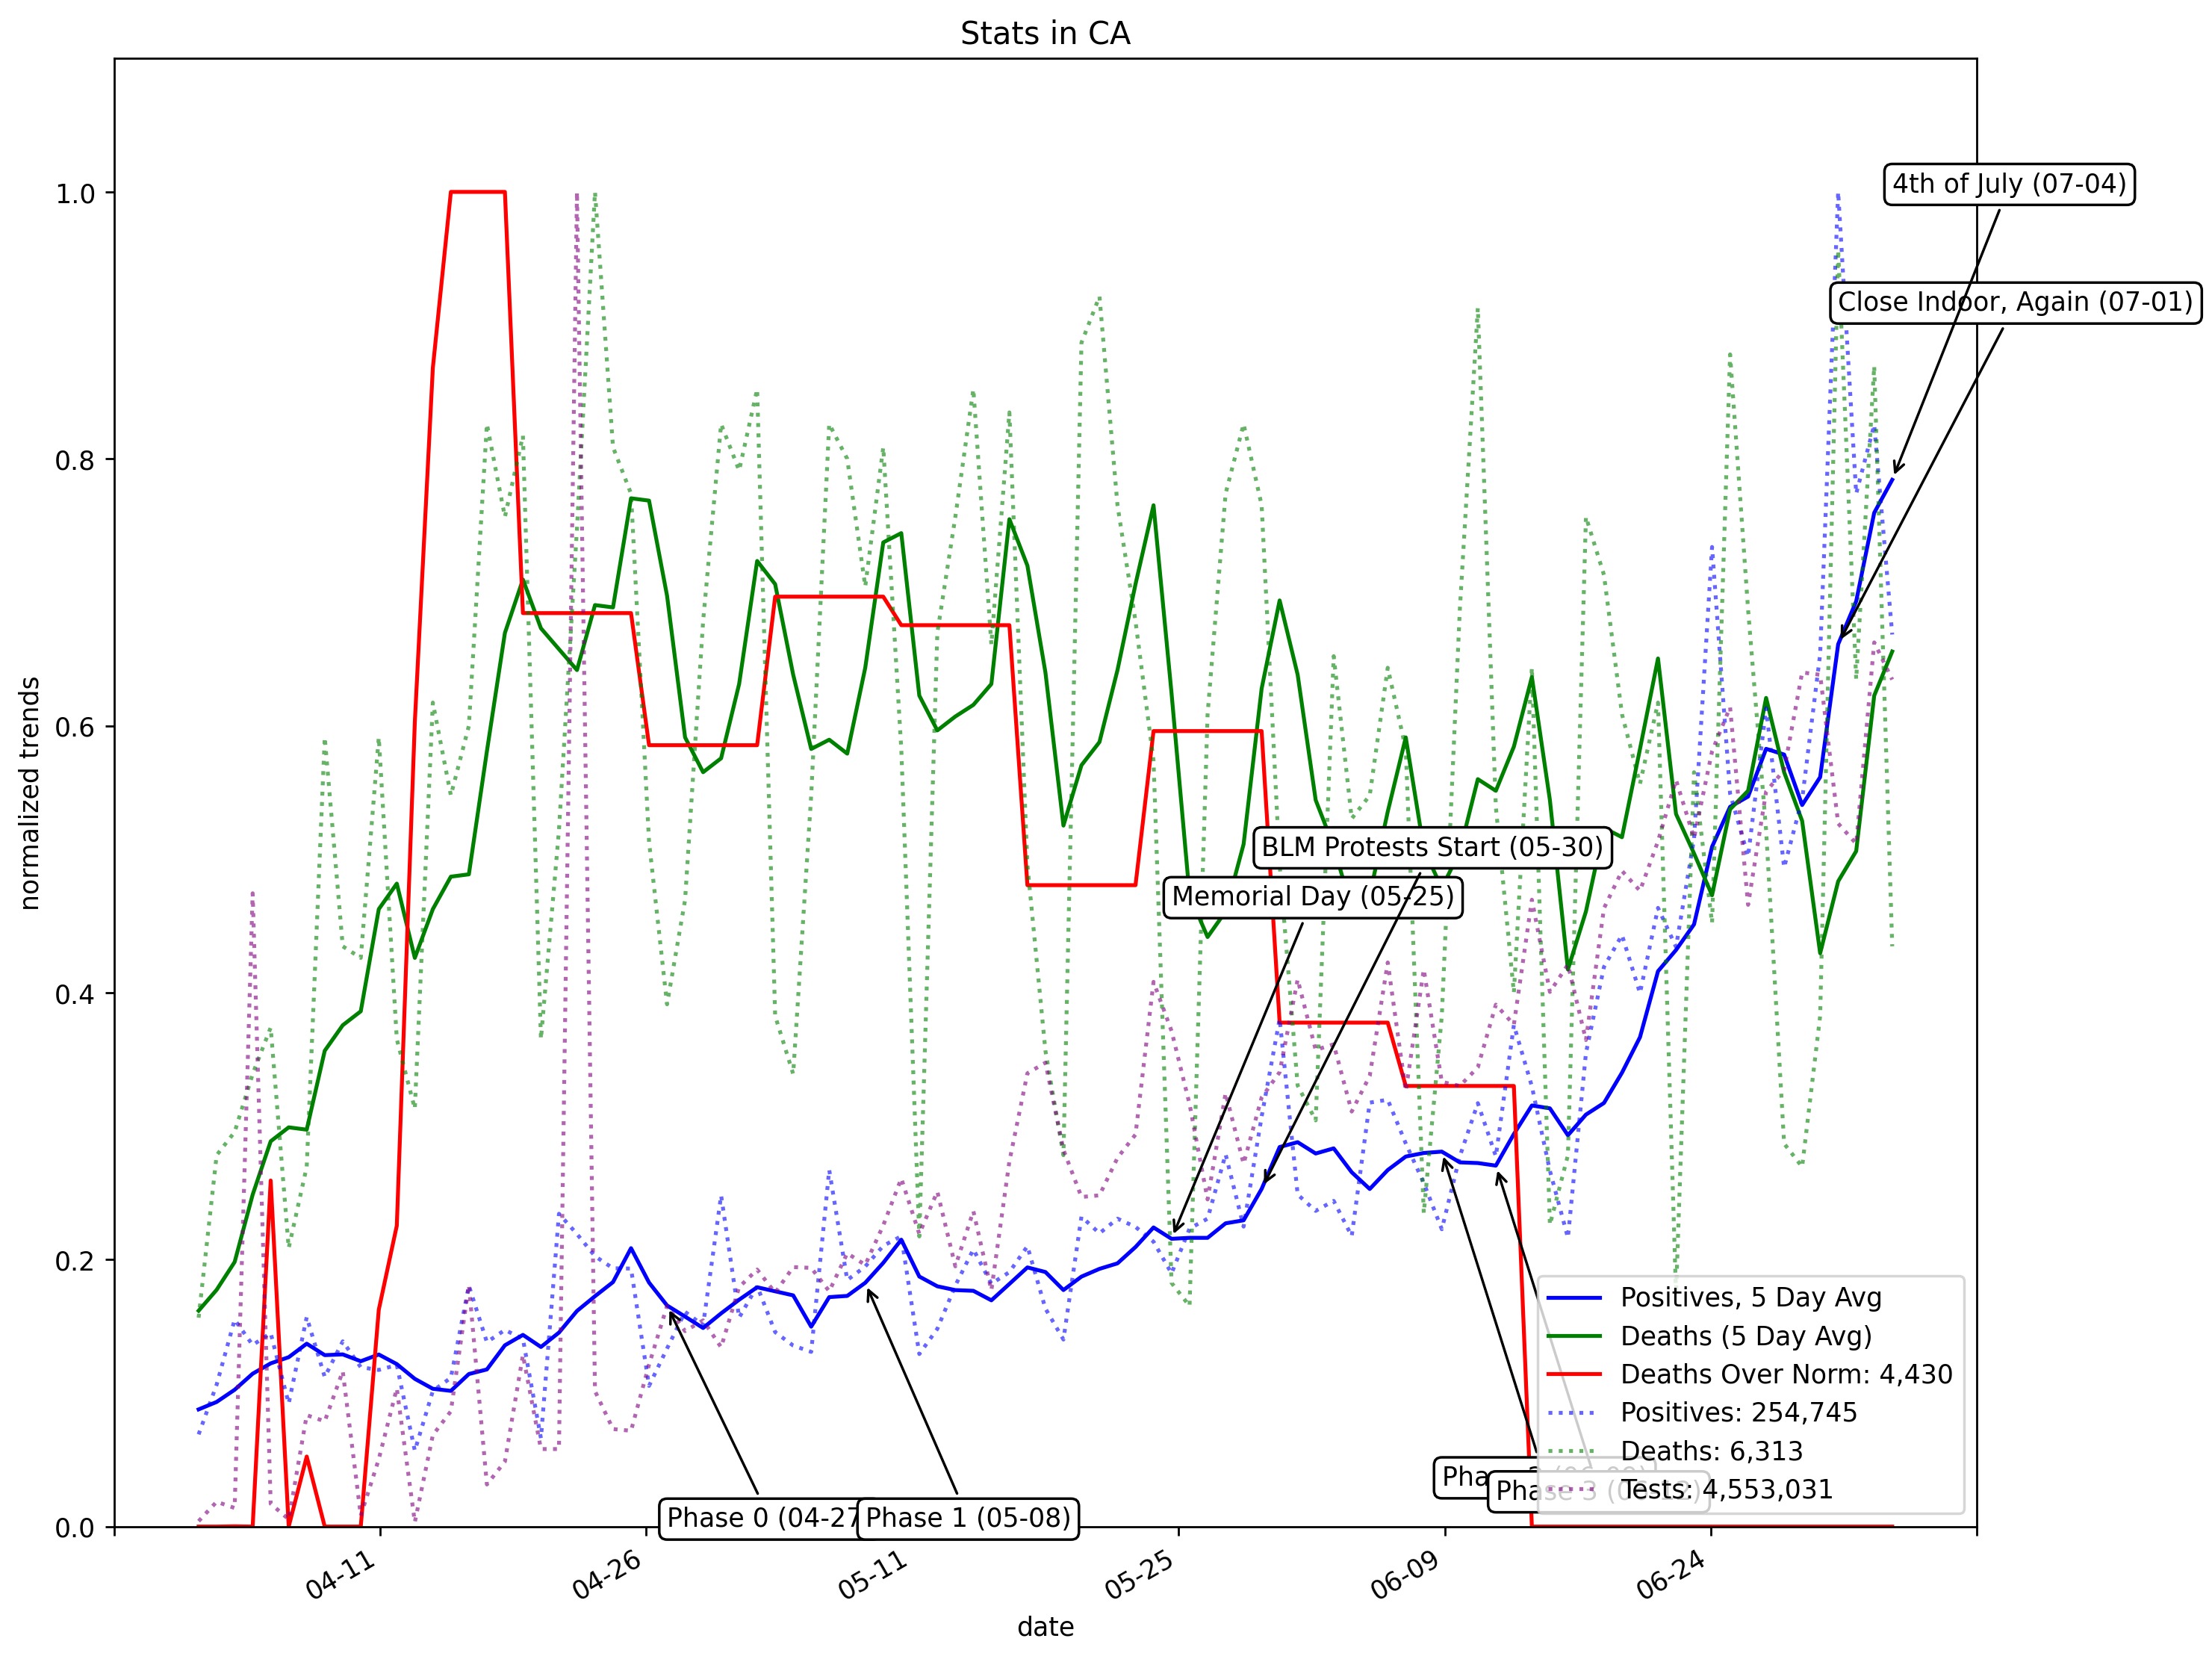 Stats in CA
4th of July (07-04)
Close Indoor, Again (07-01)
BLM Protests Start (05-30)
Memorial Day (05-25)
Phase 0 (04-27
Phase 1 (05-08)
Phase 3 (06-12)
Positives, 5 Day Avg
Deaths (5 Day Avg)
Deaths Over Norm: 4,430
Positives: 254,745
Deaths: 6,313
Tests: 4,553,031
normalized trends
1.0
0.8
0.6
0.4
0.2
0.0
04-11
04-26
05-11
05-25
06-09
06-24
date